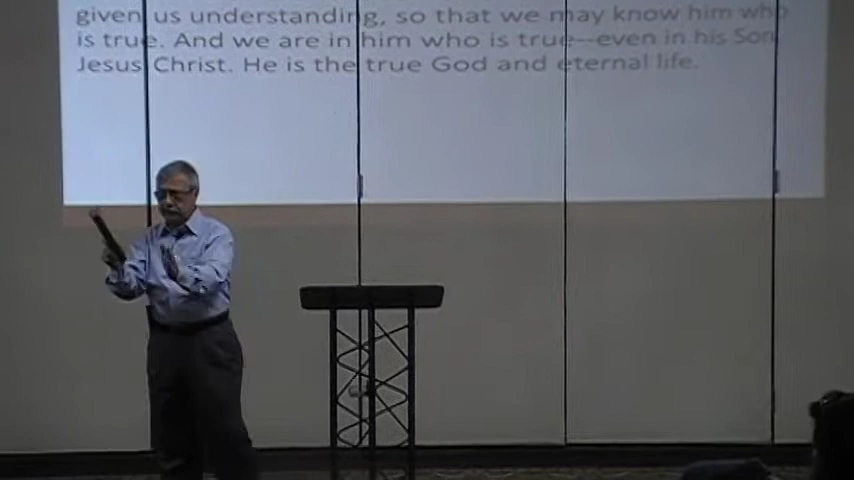 given us understanding, so that we may know him who
is true. And we are in him who is true—even in his Son
Jesus Christ. He is the true God and eternal life.